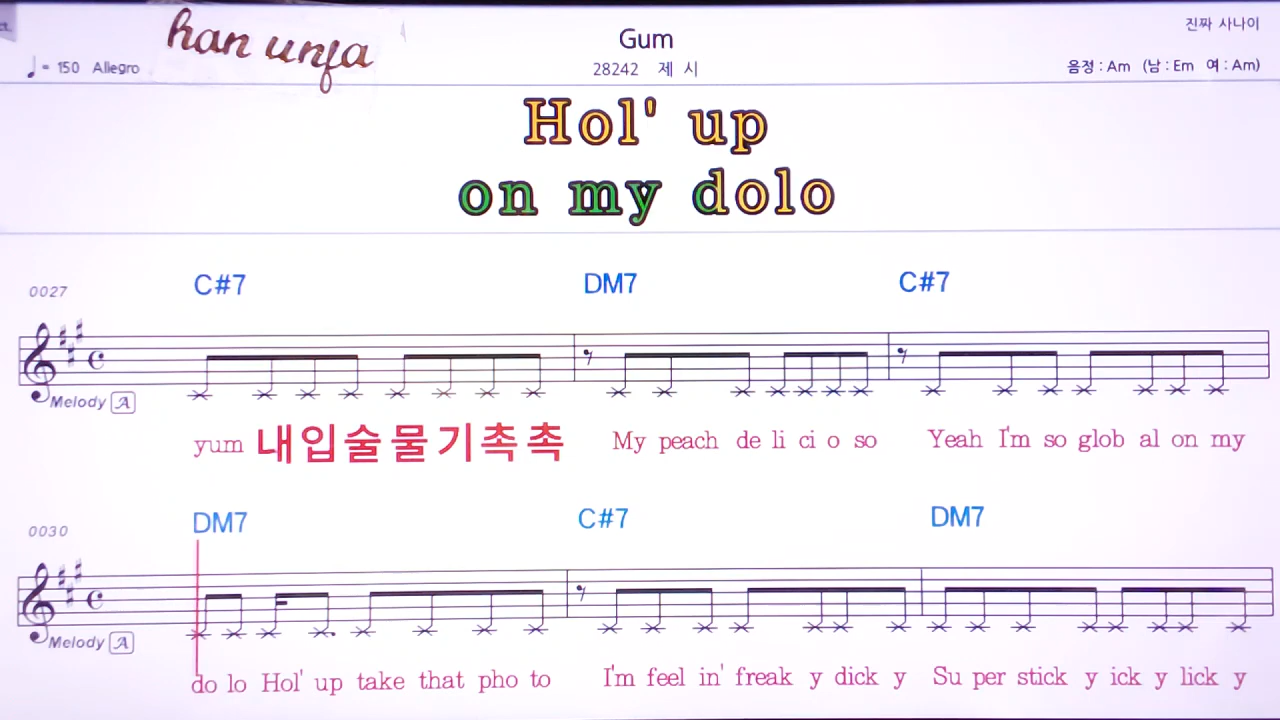 han unja
Gum
진짜 사나이
♩= 150 Allegro
28242 제 시
음정 : Am (남 : Em 여 : Am)
Hol' up
on my dolo
0027
C#7 DM7 C#7
Melody A
yum 내입술물기촉촉 My peach de li ci o so Yeah I'm so glob al on my
0030
DM7 C#7 DM7
Melody A
do lo Hol' up take that pho to I'm feel in' freak y dick y Su per stick y ick y lick y